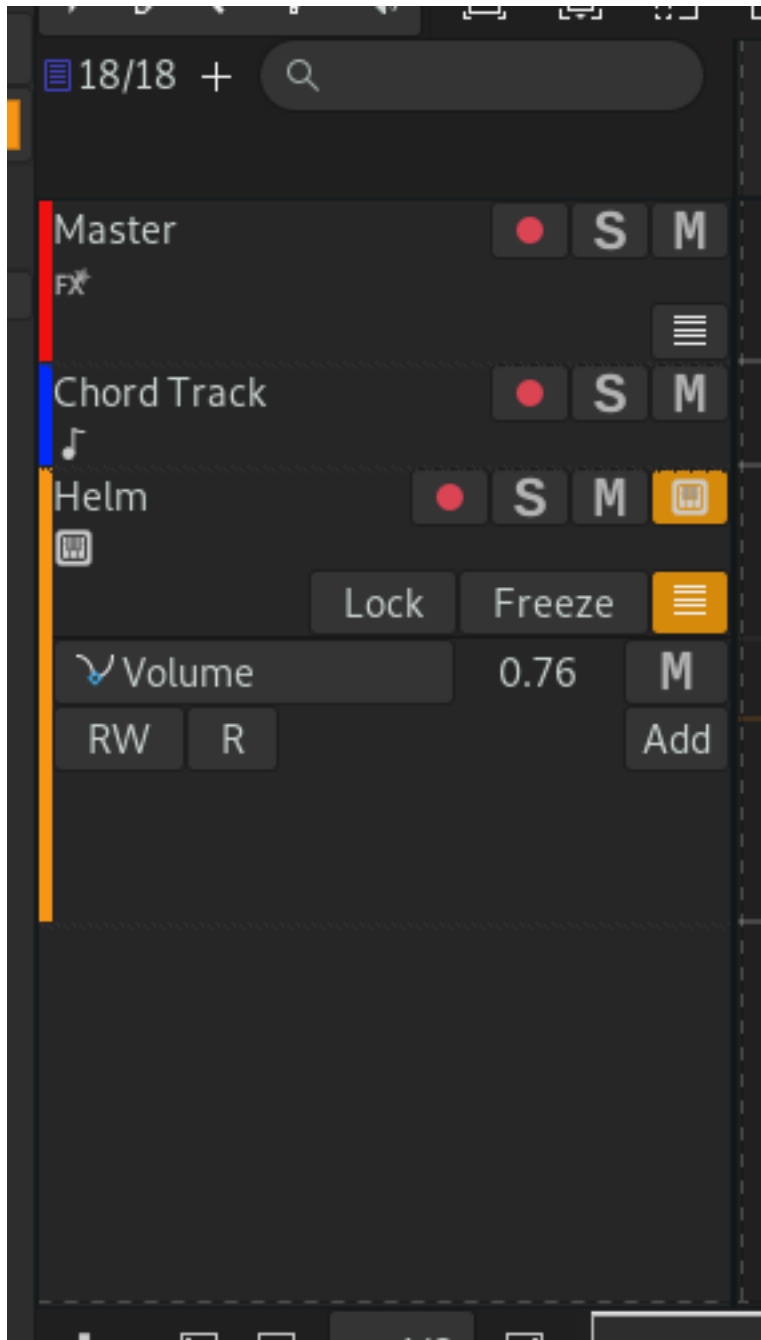 18/18 +
Master S M
FX
Chord Track S M
Helm S M
Lock Freeze
Volume 0.76 M
RW R Add